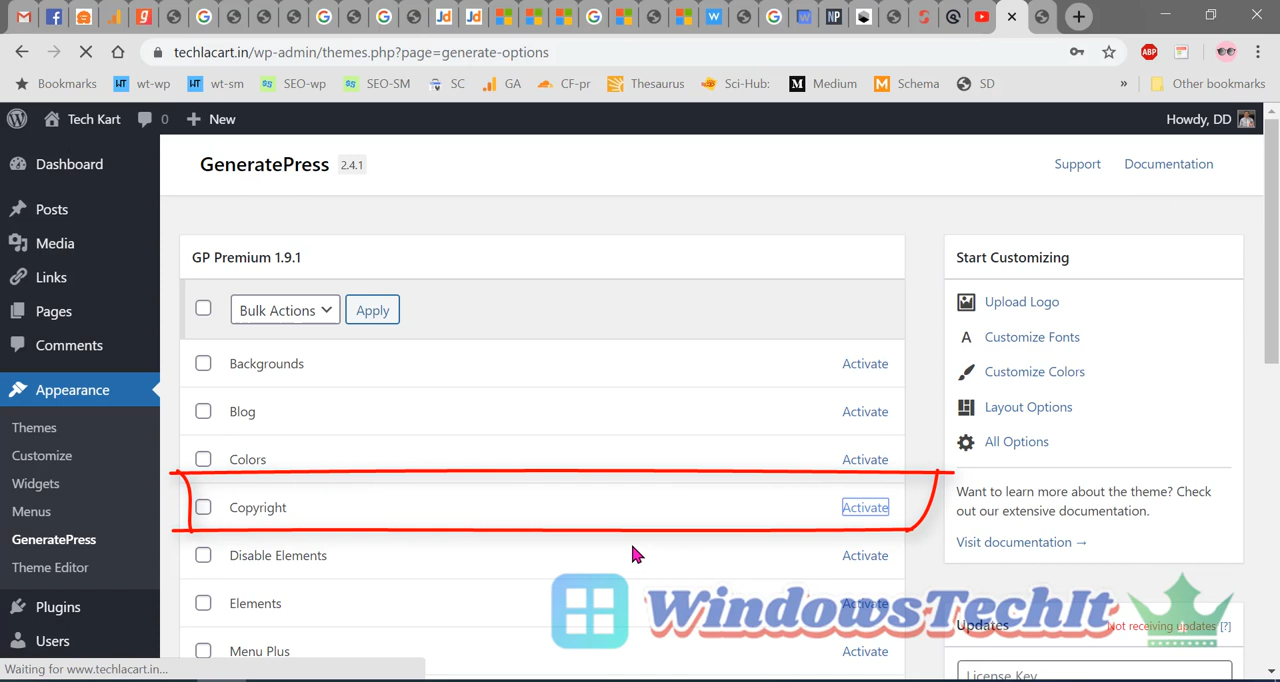 techlacart.in/wp-admin/themes.php?page=generate-options
ABP
Bookmarks WT wt-wp WT wt-sm SS SEO-wp SS SEO-SM SC GA CF-pr Thesaurus Sci-Hub: M Medium M Schema SD » Other bookmarks
Tech Kart 0 New Howdy, DD
Dashboard
Posts
Media
Links
Pages
Comments
Appearance
Themes
Customize
Widgets
Menus
GeneratePress
Theme Editor
Plugins
Users
Waiting for www.techlacart.in...
GeneratePress 2.4.1
Support Documentation
GP Premium 1.9.1
Bulk Actions Apply
Backgrounds Activate
Blog Activate
Colors Activate
Copyright Activate
Disable Elements Activate
Elements Activate
Menu Plus Activate
Start Customizing
Upload Logo
A Customize Fonts
Customize Colors
Layout Options
All Options
Want to learn more about the theme? Check
out our extensive documentation.
Visit documentation →
WindowsTechIt
Updates Not receiving updates [?]
License Key